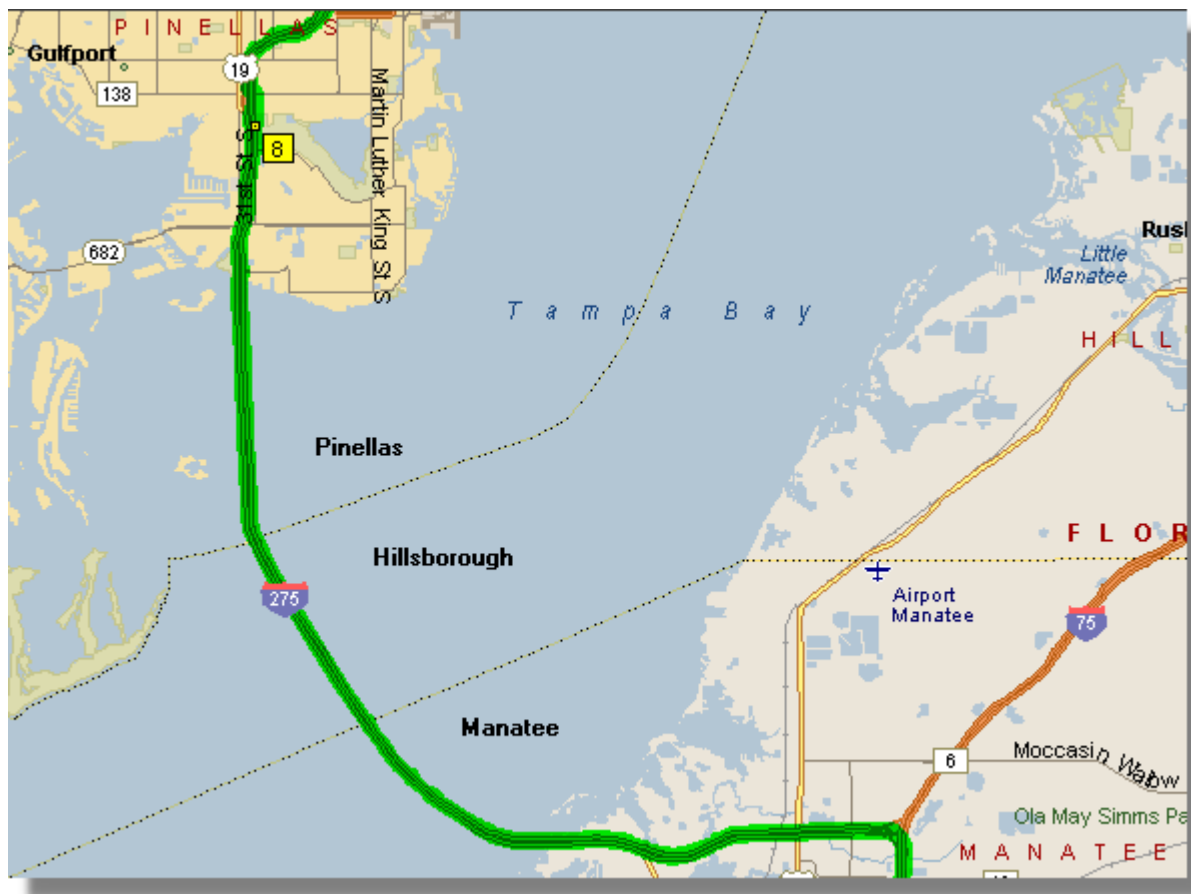 PINELLAS
Gulfport
19
138
8
31st St S
Martin Luther King St S
682
Little
Manatee
Tampa Bay
HILL
Pinellas
FLOR
Hillsborough
275
Airport
Manatee
75
Manatee
6
Moccasin Wallow
Ola May Simms Pa
MANATEE